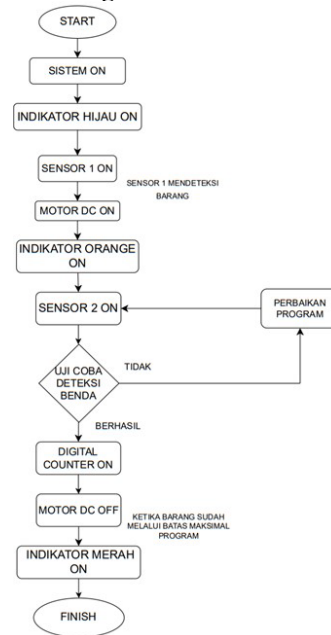 START
SISTEM ON
INDIKATOR HIJAU ON
SENSOR 1 ON
SENSOR 1 MENDETEKSI
BARANG
MOTOR DC ON
INDIKATOR ORANGE
ON
SENSOR 2 ON
PERBAIKAN
PROGRAM
UJI COBA
DETEKSI
BENDA
TIDAK
BERHASIL
DIGITAL
COUNTER ON
MOTOR DC OFF
KETIKA BARANG SUDAH
MELALUI BATAS MAKSIMAL
PROGRAM
INDIKATOR MERAH
ON
FINISH